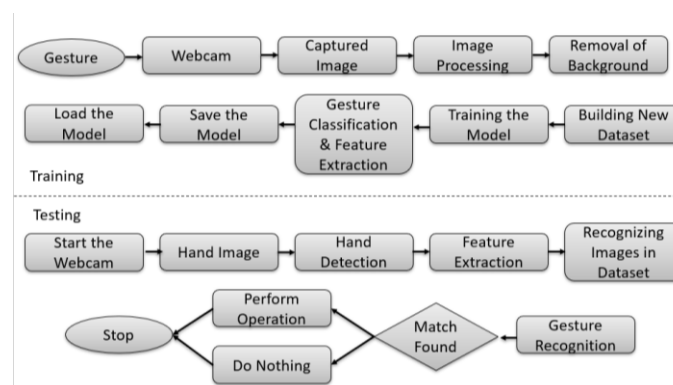 Gesture
Webcam
Captured
Image
Image
Processing
Removal of
Background
Load the
Model
Save the
Model
Gesture
Classification
& Feature
Extraction
Training the
Model
Building New
Dataset
Training
Testing
Start the
Webcam
Hand Image
Hand
Detection
Feature
Extraction
Recognizing
Images in
Dataset
Perform
Operation
Stop
Do Nothing
Match
Found
Gesture
Recognition